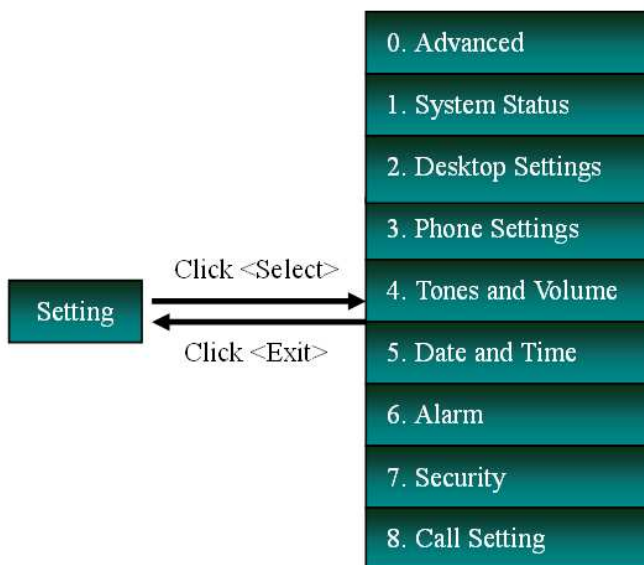 0. Advanced
1. System Status
2. Desktop Settings
3. Phone Settings
Click <Select>
Setting
4. Tones and Volume
Click <Exit>
5. Date and Time
6. Alarm
7. Security
8. Call Setting